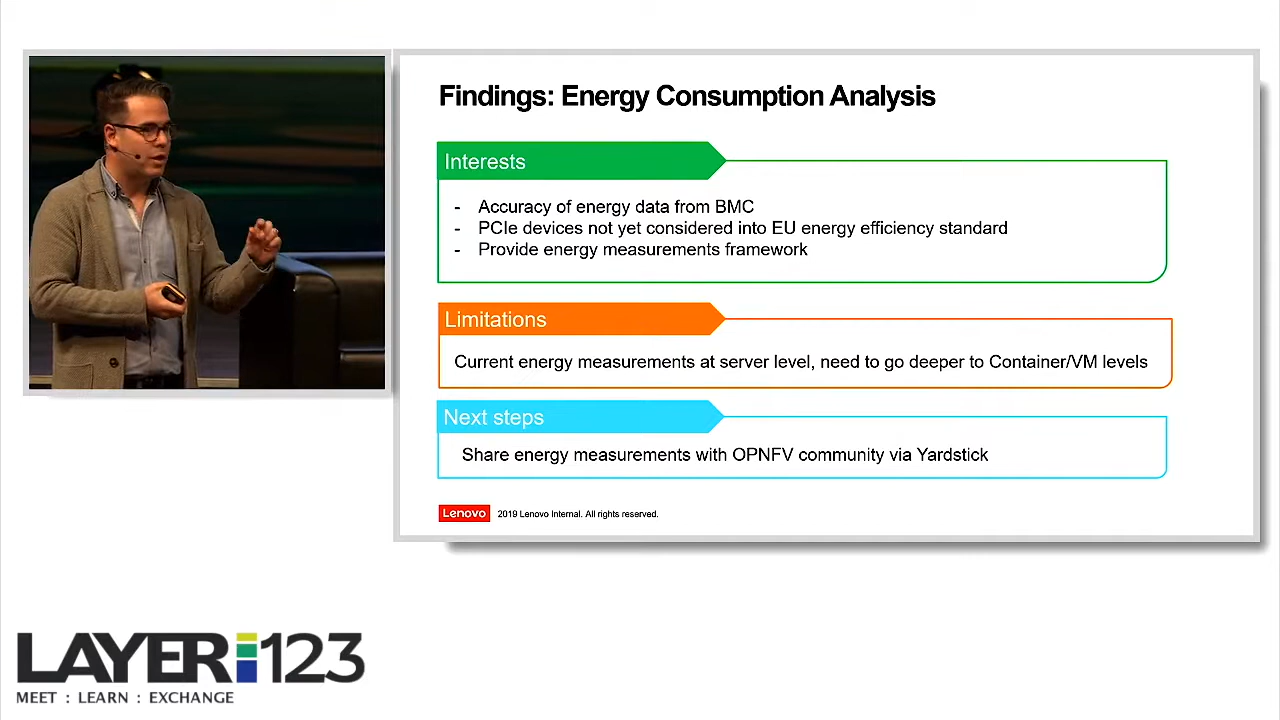 Findings: Energy Consumption Analysis
Interests
- Accuracy of energy data from BMC
- PCIe devices not yet considered into EU energy efficiency standard
- Provide energy measurements framework
Limitations
Current energy measurements at server level, need to go deeper to Container/VM levels
Next steps
Share energy measurements with OPNFV community via Yardstick
Lenovo 2019 Lenovo Internal. All rights reserved.
LAYER 123
MEET : LEARN : EXCHANGE